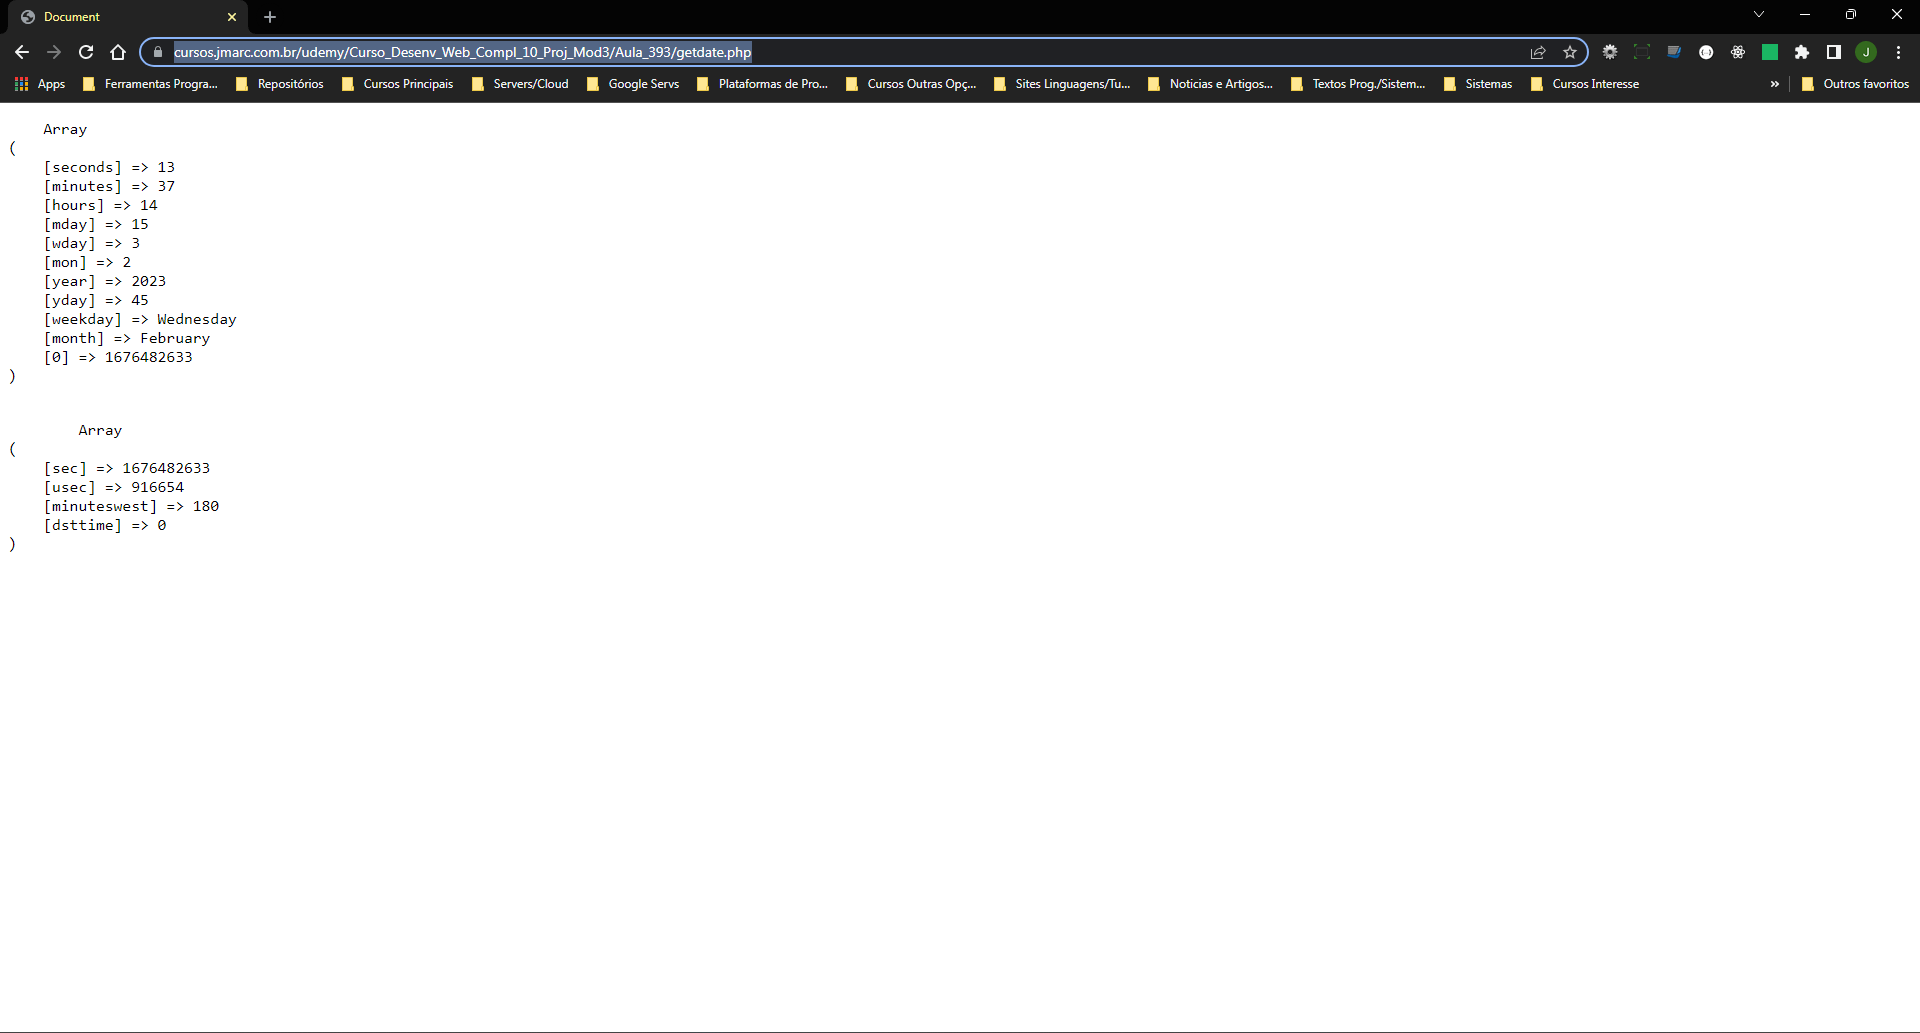 Document
cursos.jmarc.com.br/udemy/Curso_Desenv_Web_Compl_10_Proj_Mod3/Aula_393/getdate.php
J
Apps Ferramentas Progra... Repositórios Cursos Principais Servers/Cloud Google Servs Plataformas de Pro... Cursos Outras Opç... Sites Linguagens/Tu... Noticias e Artigos... Textos Prog./Sistem... Sistemas Cursos Interesse » Outros favoritos
Array
(
[seconds] => 13
[minutes] => 37
[hours] => 14
[mday] => 15
[wday] => 3
[mon] => 2
[year] => 2023
[yday] => 45
[weekday] => Wednesday
[month] => February
[0] => 1676482633
)
Array
(
[sec] => 1676482633
[usec] => 916654
[minuteswest] => 180
[dsttime] => 0
)